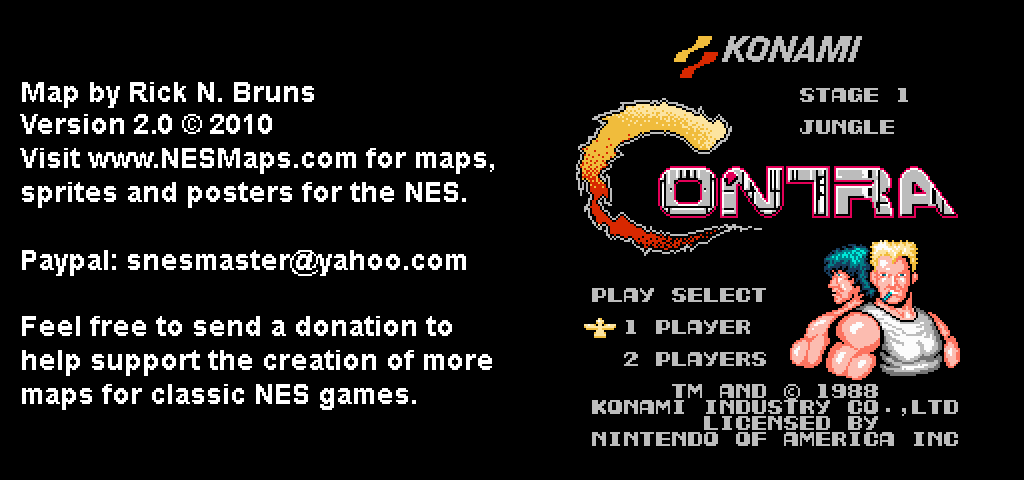 Map by Rick N. Bruns
Version 2.0 © 2010
Visit www.NESMaps.com for maps,
sprites and posters for the NES.
Paypal: snesmaster@yahoo.com
Feel free to send a donation to
help support the creation of more
maps for classic NES games.
KONAMI
STAGE 1
JUNGLE
CONTRA
PLAY SELECT
1 PLAYER
2 PLAYERS
TM AND © 1988
KONAMI INDUSTRY CO.,LTD
LICENSED BY
NINTENDO OF AMERICA INC